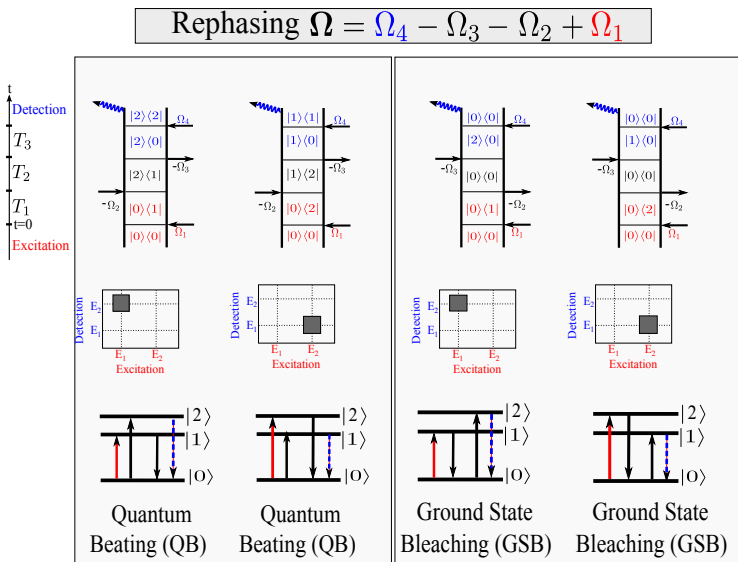 Rephasing Ω = Ω₄ − Ω₃ − Ω₂ + Ω₁
t
Detection
T₃
T₂
T₁
t=0
Excitation
|2⟩⟨2|
|2⟩⟨0|
|2⟩⟨1|
|0⟩⟨1|
|0⟩⟨0|
Ω₄
-Ω₃
-Ω₂
Ω₁
|1⟩⟨1|
|1⟩⟨0|
|1⟩⟨2|
|0⟩⟨2|
|0⟩⟨0|
Ω₄
-Ω₃
-Ω₂
Ω₁
|0⟩⟨0|
|2⟩⟨0|
|0⟩⟨0|
|0⟩⟨1|
|0⟩⟨0|
Ω₄
-Ω₃
-Ω₂
Ω₁
|0⟩⟨0|
|1⟩⟨0|
|0⟩⟨0|
|0⟩⟨2|
|0⟩⟨0|
Ω₄
-Ω₃
-Ω₂
Ω₁
Detection
E₂
E₁
E₁ E₂
Excitation
Detection
E₂
E₁
E₁ E₂
Excitation
Detection
E₂
E₁
E₁ E₂
Excitation
Detection
E₂
E₁
E₁ E₂
Excitation
|2⟩
|1⟩
|0⟩
|2⟩
|1⟩
|0⟩
|2⟩
|1⟩
|0⟩
|2⟩
|1⟩
|0⟩
Quantum
Beating (QB)
Quantum
Beating (QB)
Ground State
Bleaching (GSB)
Ground State
Bleaching (GSB)